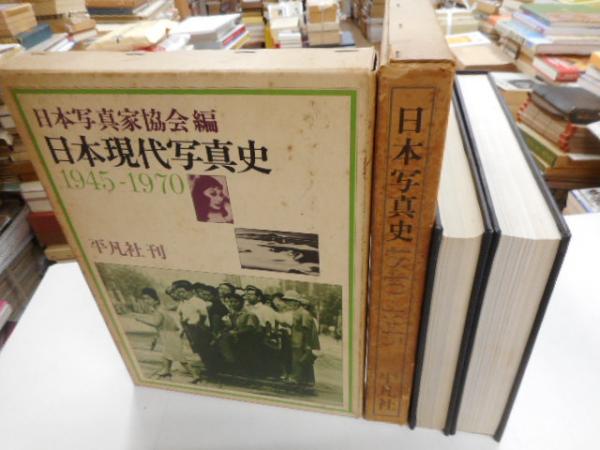 日本写真家協会 編
日本現代写真史
1945-1970
平凡社 刊
日本写真史
平凡社